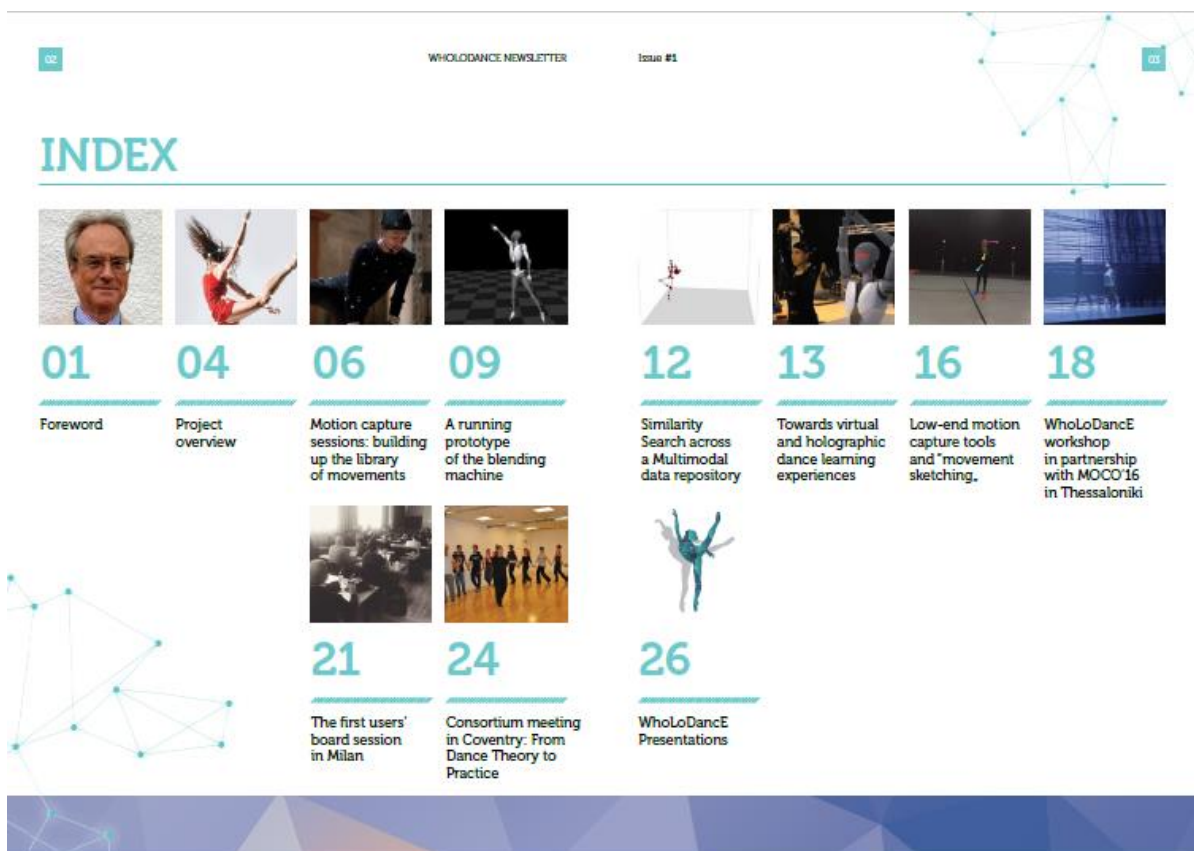 02
WHOLODANCE NEWSLETTER
Issue #1
03
INDEX
01
Foreword
04
Project
overview
06
Motion capture
sessions: building
up the library
of movements
09
A running
prototype
of the blending
machine
12
Similarity
Search across
a Multimodal
data repository
13
Towards virtual
and holographic
dance learning
experiences
16
Low-end motion
capture tools
and "movement
sketching„
18
WhoLoDancE
workshop
in partnership
with MOCO'16
in Thessaloniki
21
The first users'
board session
in Milan
24
Consortium meeting
in Coventry: From
Dance Theory to
Practice
26
WhoLoDancE
Presentations